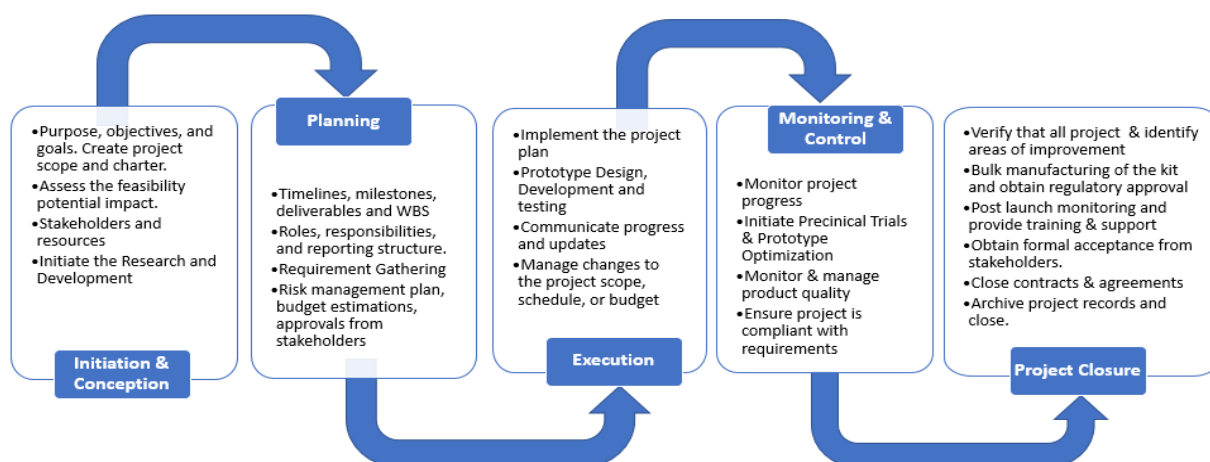 •Purpose, objectives, and
goals. Create project
scope and charter.
•Assess the feasibility
potential impact.
•Stakeholders and
resources
•Initiate the Research and
Development
Initiation &
Conception
Planning
•Timelines, milestones,
deliverables and WBS
•Roles, responsibilities,
and reporting structure.
•Requirement Gathering
•Risk management plan,
budget estimations,
approvals from
stakeholders
•Implement the project
plan
•Prototype Design,
Development and
testing
•Communicate progress
and updates
•Manage changes to
the project scope,
schedule, or budget
Execution
Monitoring &
Control
•Monitor project
progress
•Initiate Precinical Trials
& Prototype
Optimization
•Monitor & manage
product quality
•Ensure project is
compliant with
requirements
•Verify that all project & identify
areas of improvement
•Bulk manufacturing of the kit
and obtain regulatory approval
•Post launch monitoring and
provide training & support
•Obtain formal acceptance from
stakeholders.
•Close contracts & agreements
•Archive project records and
close.
Project Closure